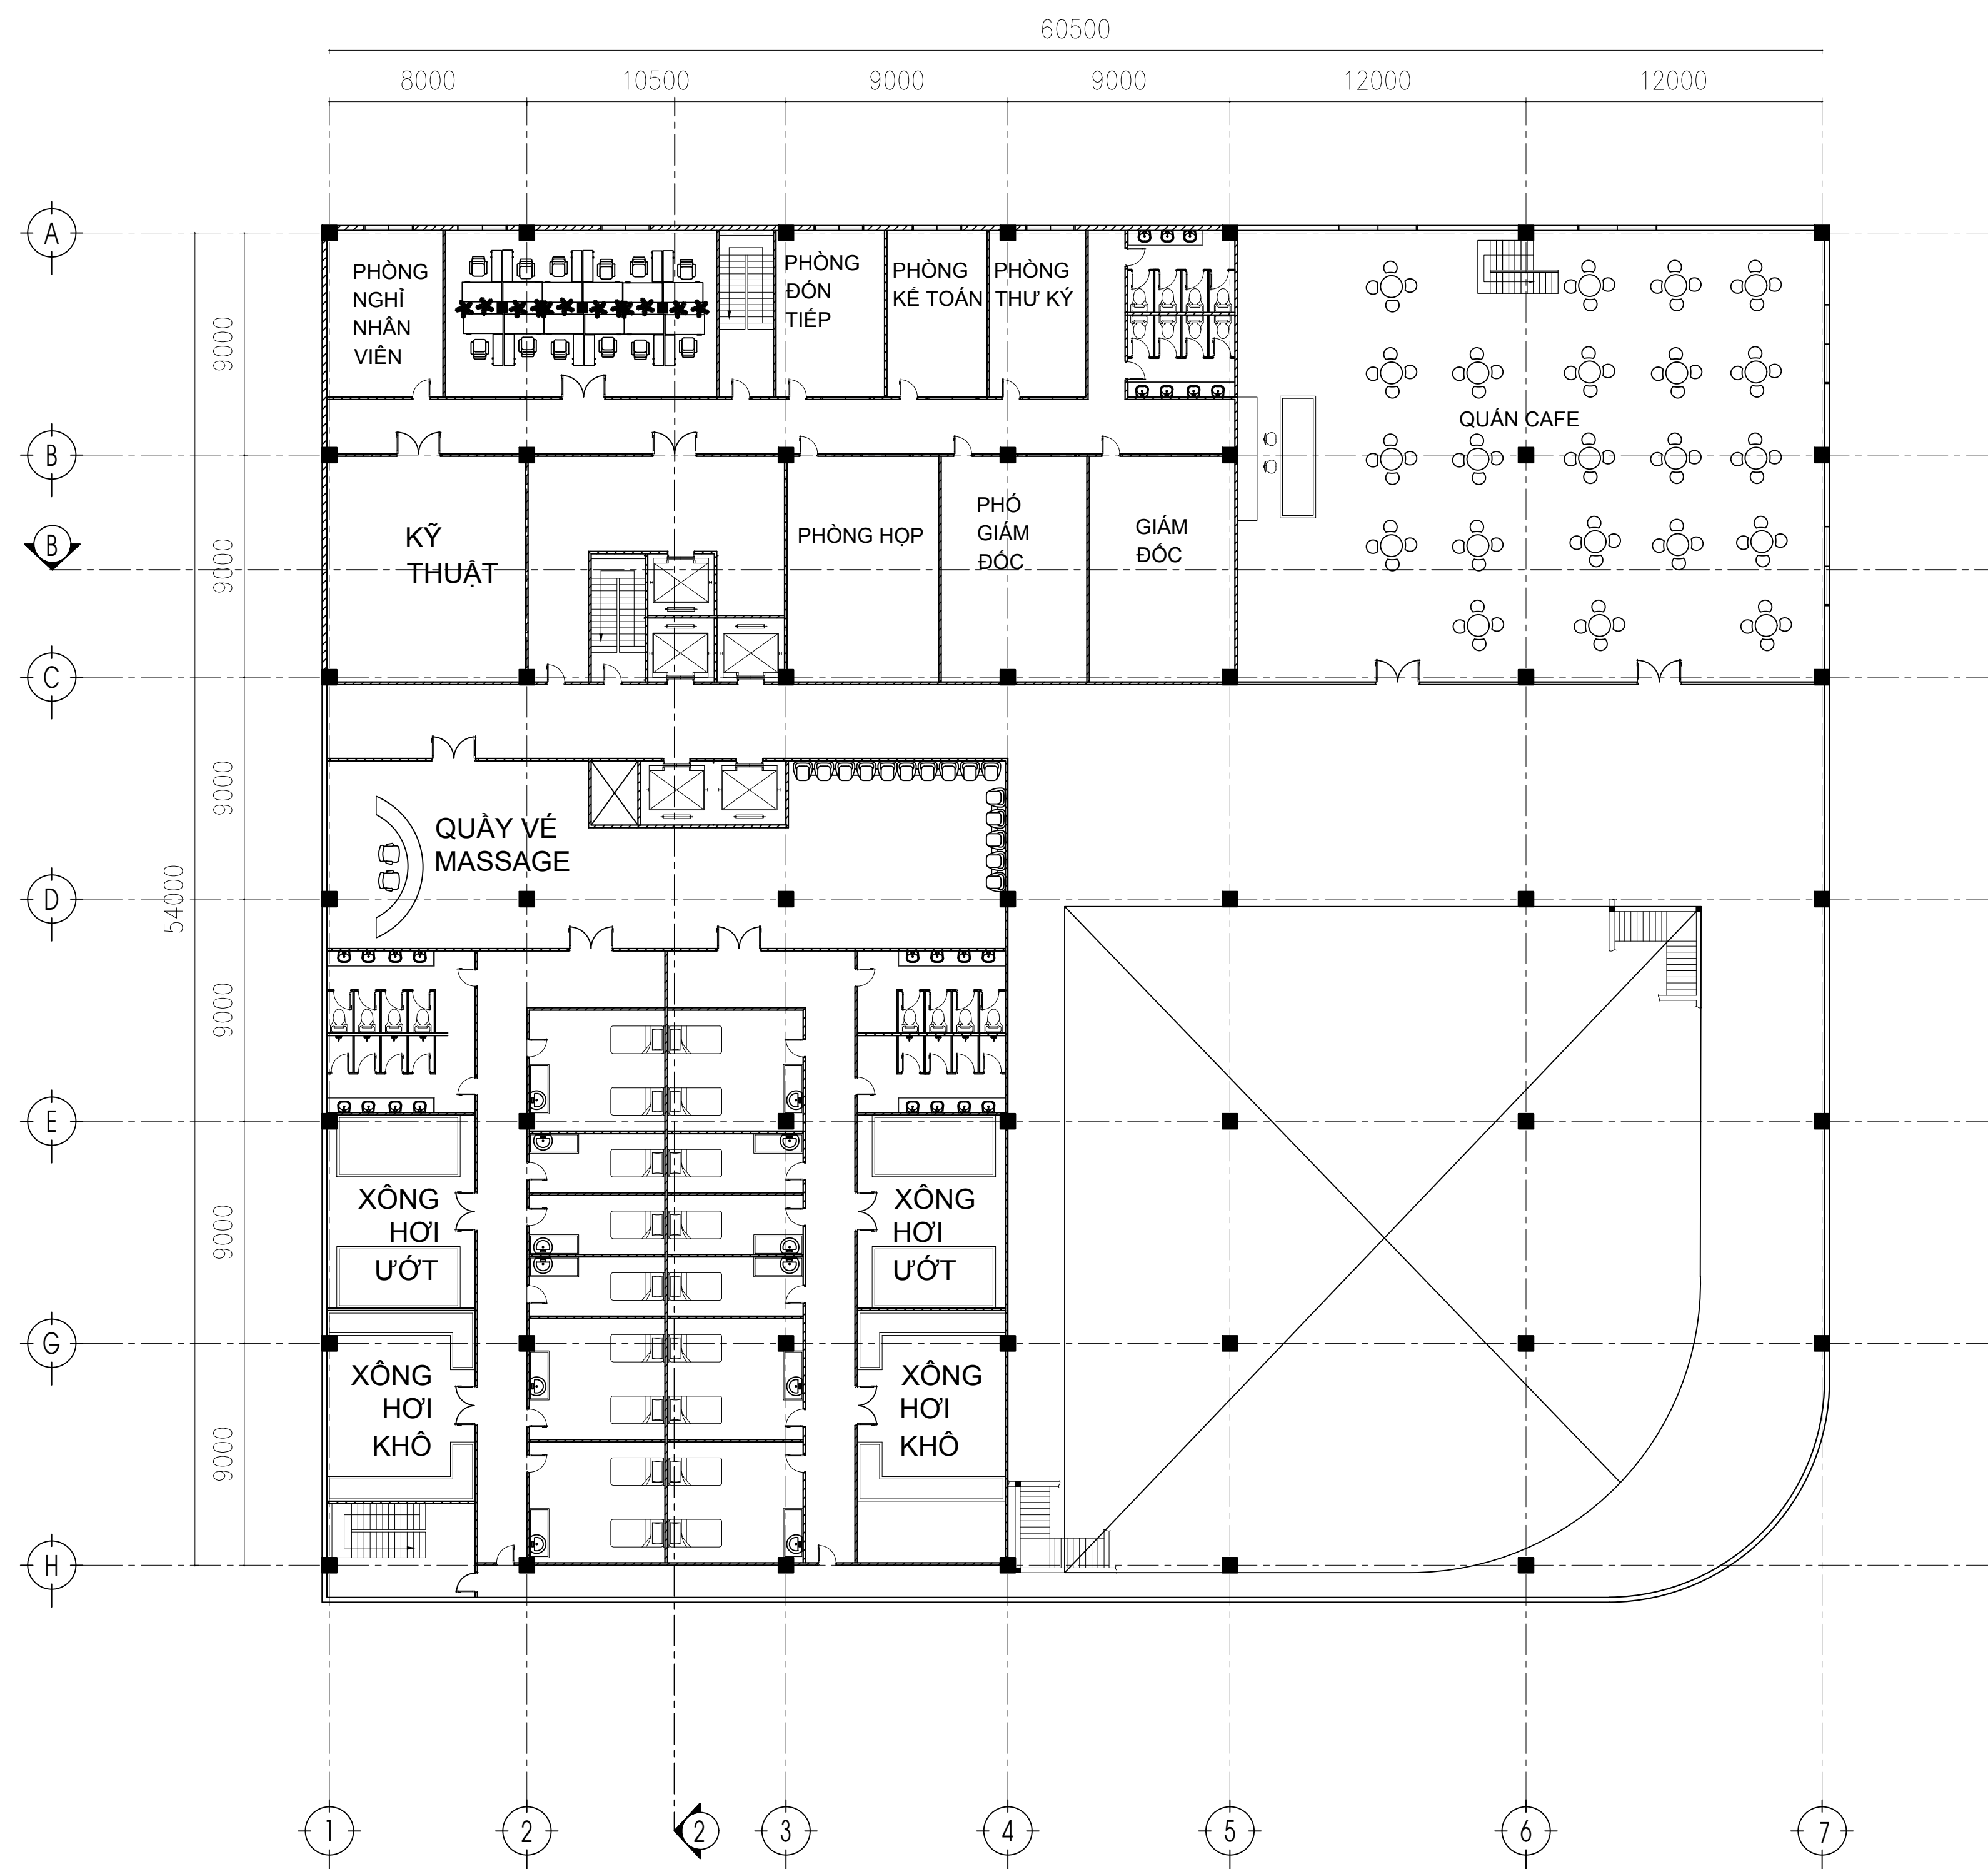 60500
8000 10500 9000 9000 12000 12000
A
PHÒNG
NGHỈ
NHÂN
VIÊN
PHÒNG
ĐÓN
TIẾP
PHÒNG
KẾ TOÁN
PHÒNG
THƯ KÝ
9000
QUÁN CAFE
B
KỸ
THUẬT
PHÒNG HỌP
PHÓ
GIÁM
ĐỐC
GIÁM
ĐỐC
B
9000
C
9000
QUẦY VÉ
MASSAGE
54000
D
9000
E
XÔNG
HƠI
ƯỚT
XÔNG
HƠI
ƯỚT
9000
G
XÔNG
HƠI
KHÔ
XÔNG
HƠI
KHÔ
9000
H
1 2 2 3 4 5 6 7